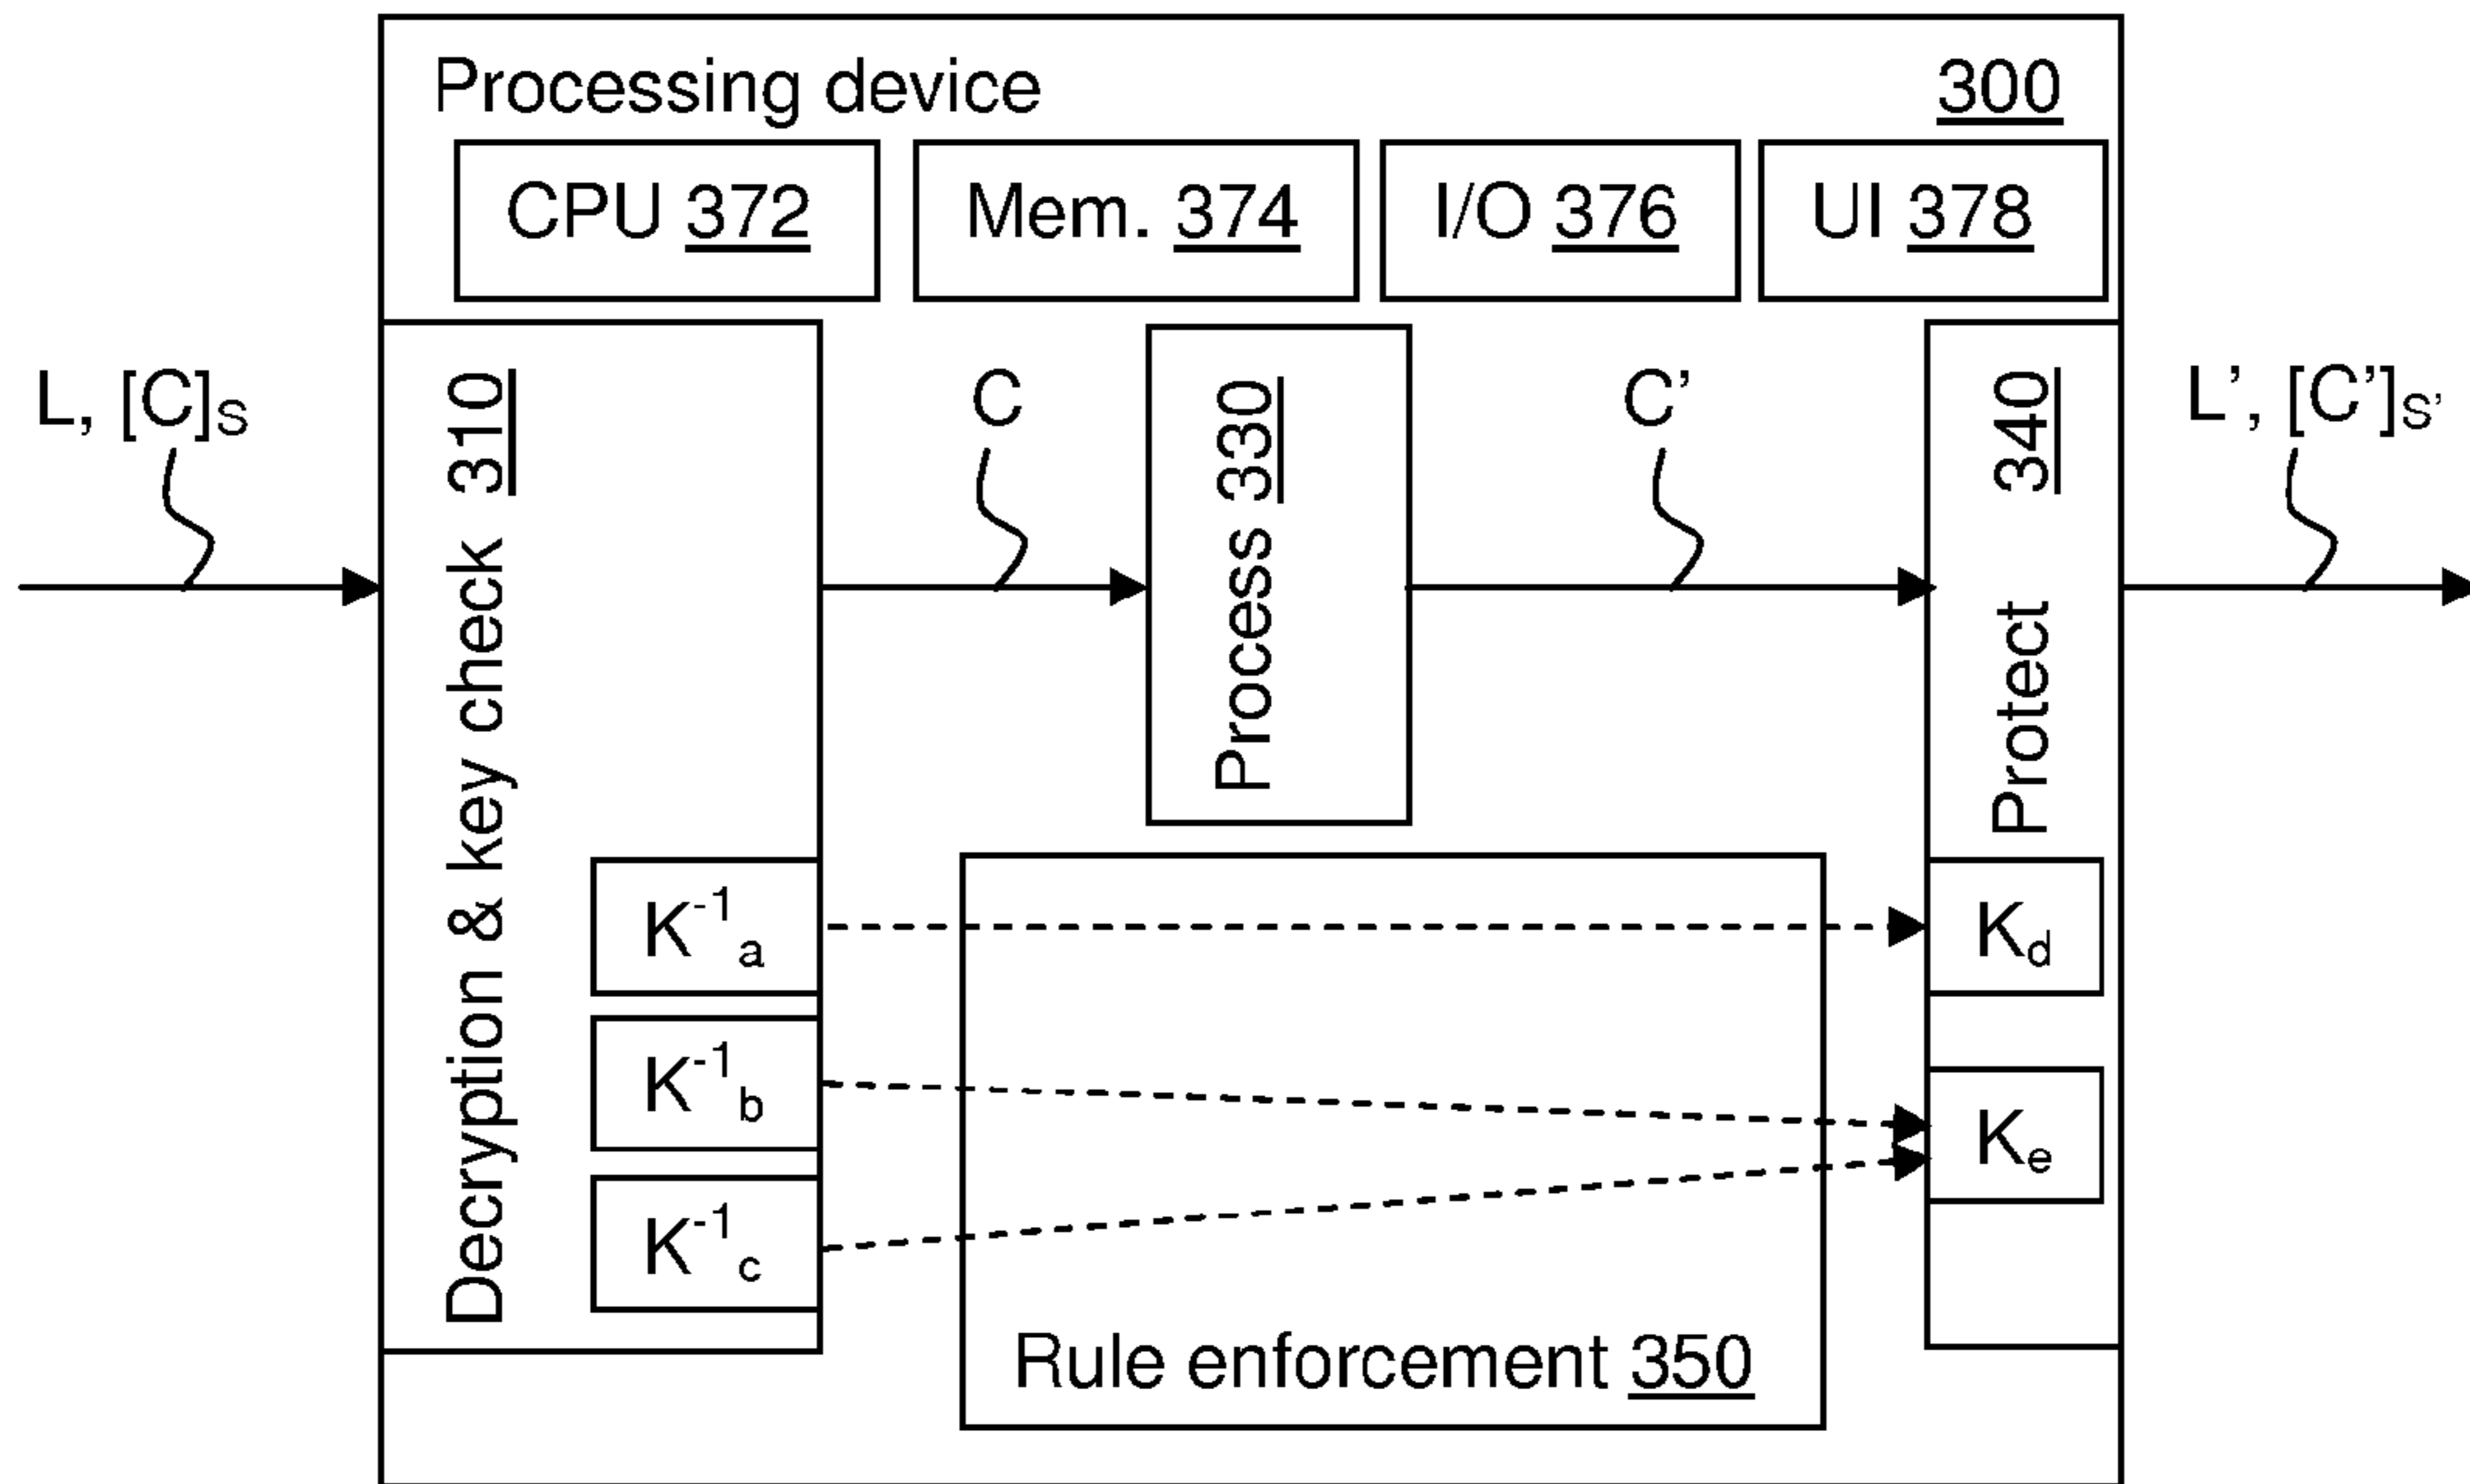 Processing device 300
CPU 372
Mem. 374
I/O 376
UI 378
L, [C]S
Decryption & key check 310
C
Process 330
C’
Protect 340
L’, [C’]S’
K-1a
K-1b
K-1c
Kd
Ke
Rule enforcement 350